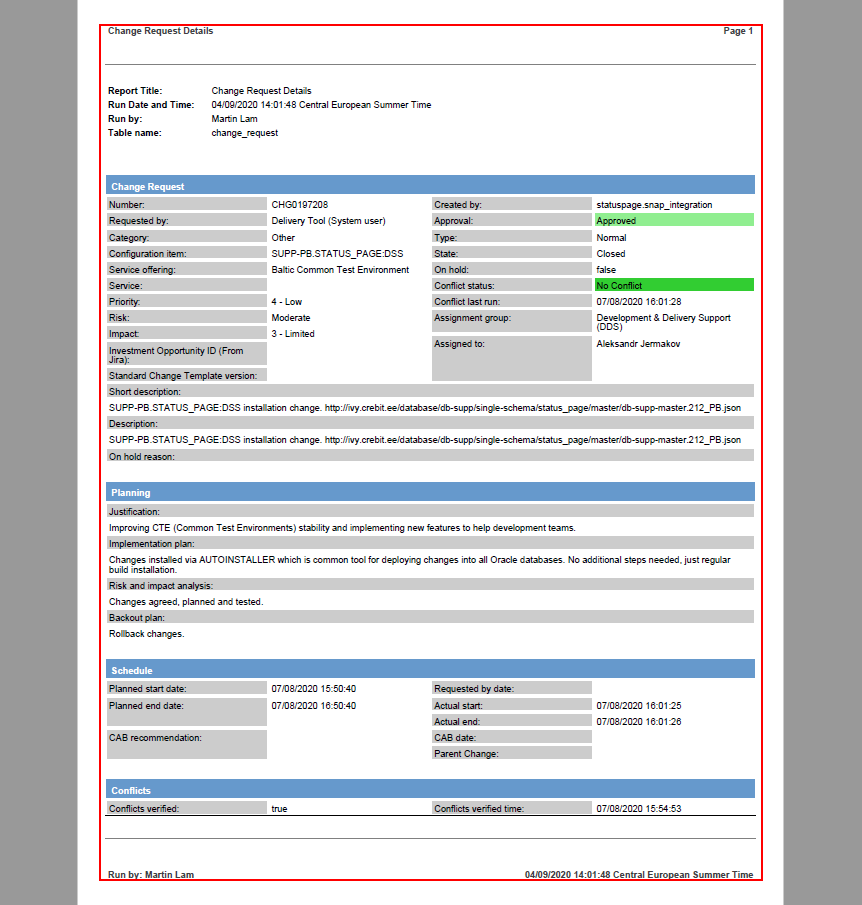 Change Request Details Page 1
Report Title: Change Request Details
Run Date and Time: 04/09/2020 14:01:48 Central European Summer Time
Run by: Martin Lam
Table name: change_request
Change Request
Number: CHG0197208 Created by: statuspage.snap_integration
Requested by: Delivery Tool (System user) Approval: Approved
Category: Other Type: Normal
Configuration item: SUPP-PB.STATUS_PAGE:DSS State: Closed
Service offering: Baltic Common Test Environment On hold: false
Service: Conflict status: No Conflict
Priority: 4 - Low Conflict last run: 07/08/2020 16:01:28
Risk: Moderate Assignment group: Development & Delivery Support
(DDS)
Impact: 3 - Limited
Assigned to: Aleksandr Jermakov
Investment Opportunity ID (From
Jira):
Standard Change Template version:
Short description:
SUPP-PB.STATUS_PAGE:DSS installation change. http://ivy.crebit.ee/database/db-supp/single-schema/status_page/master/db-supp-master.212_PB.json
Description:
SUPP-PB.STATUS_PAGE:DSS installation change. http://ivy.crebit.ee/database/db-supp/single-schema/status_page/master/db-supp-master.212_PB.json
On hold reason:
Planning
Justification:
Improving CTE (Common Test Environments) stability and implementing new features to help development teams.
Implementation plan:
Changes installed via AUTOINSTALLER which is common tool for deploying changes into all Oracle databases. No additional steps needed, just regular
build installation.
Risk and impact analysis:
Changes agreed, planned and tested.
Backout plan:
Rollback changes.
Schedule
Planned start date: 07/08/2020 15:50:40 Requested by date:
Planned end date: 07/08/2020 16:50:40 Actual start: 07/08/2020 16:01:25
Actual end: 07/08/2020 16:01:26
CAB recommendation: CAB date:
Parent Change:
Conflicts
Conflicts verified: true Conflicts verified time: 07/08/2020 15:54:53
Run by: Martin Lam 04/09/2020 14:01:48 Central European Summer Time